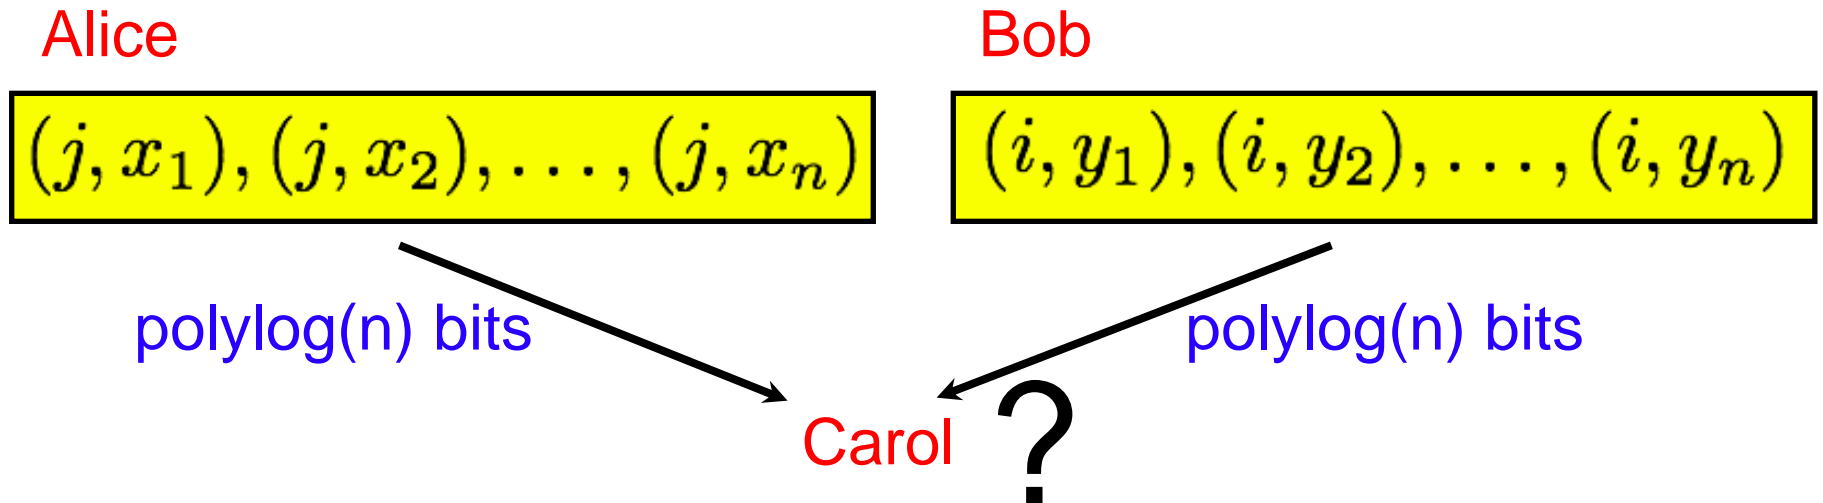 Alice
Bob
(j, x₁), (j, x₂), . . . , (j, xₙ)
(i, y₁), (i, y₂), . . . , (i, yₙ)
polylog(n) bits
polylog(n) bits
Carol ?